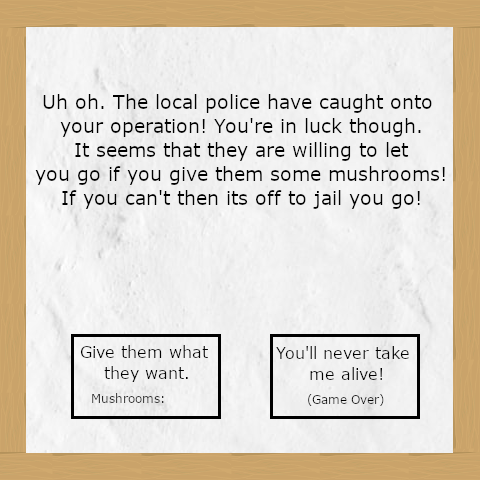 Uh oh. The local police have caught onto
your operation! You're in luck though.
It seems that they are willing to let
you go if you give them some mushrooms!
If you can't then its off to jail you go!
Give them what
they want.
Mushrooms:
You'll never take
me alive!
(Game Over)